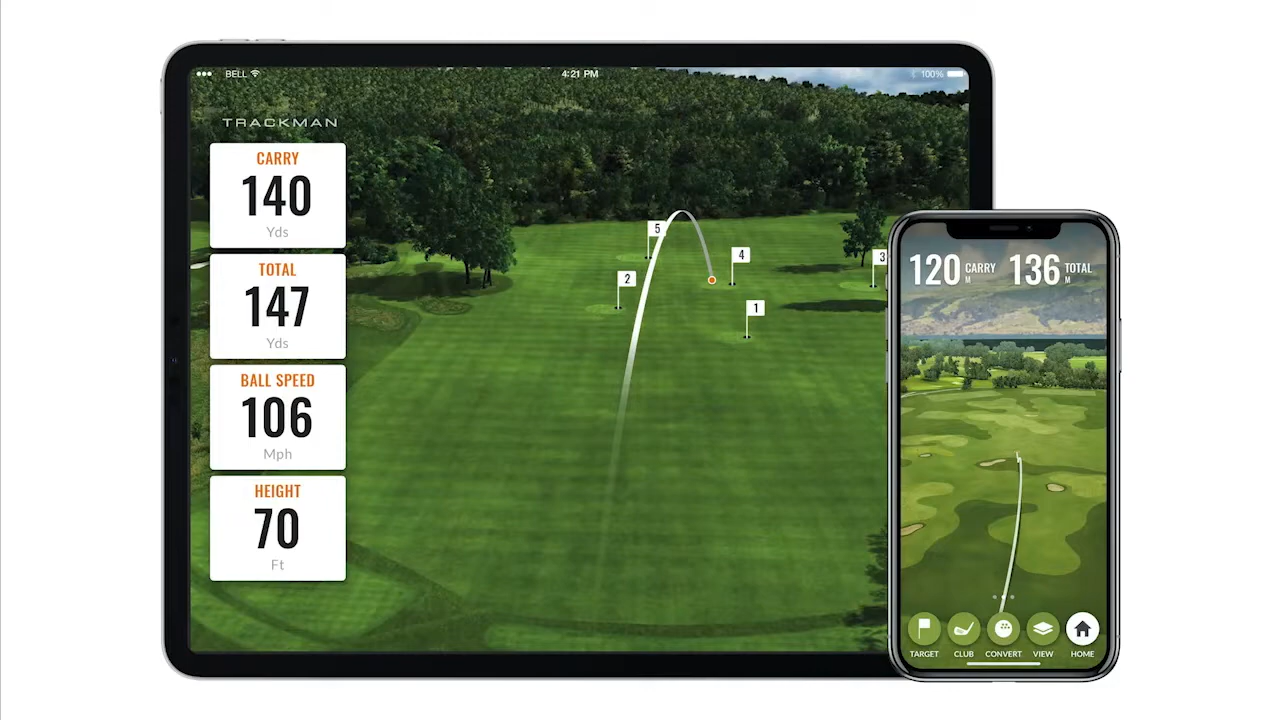 BELL
4:21 PM
100%
TRACKMAN
CARRY
140
Yds
TOTAL
147
Yds
BALL SPEED
106
Mph
HEIGHT
70
Ft
5
2
4
1
3
120 CARRY M 136 TOTAL M
TARGET CLUB CONVERT VIEW HOME